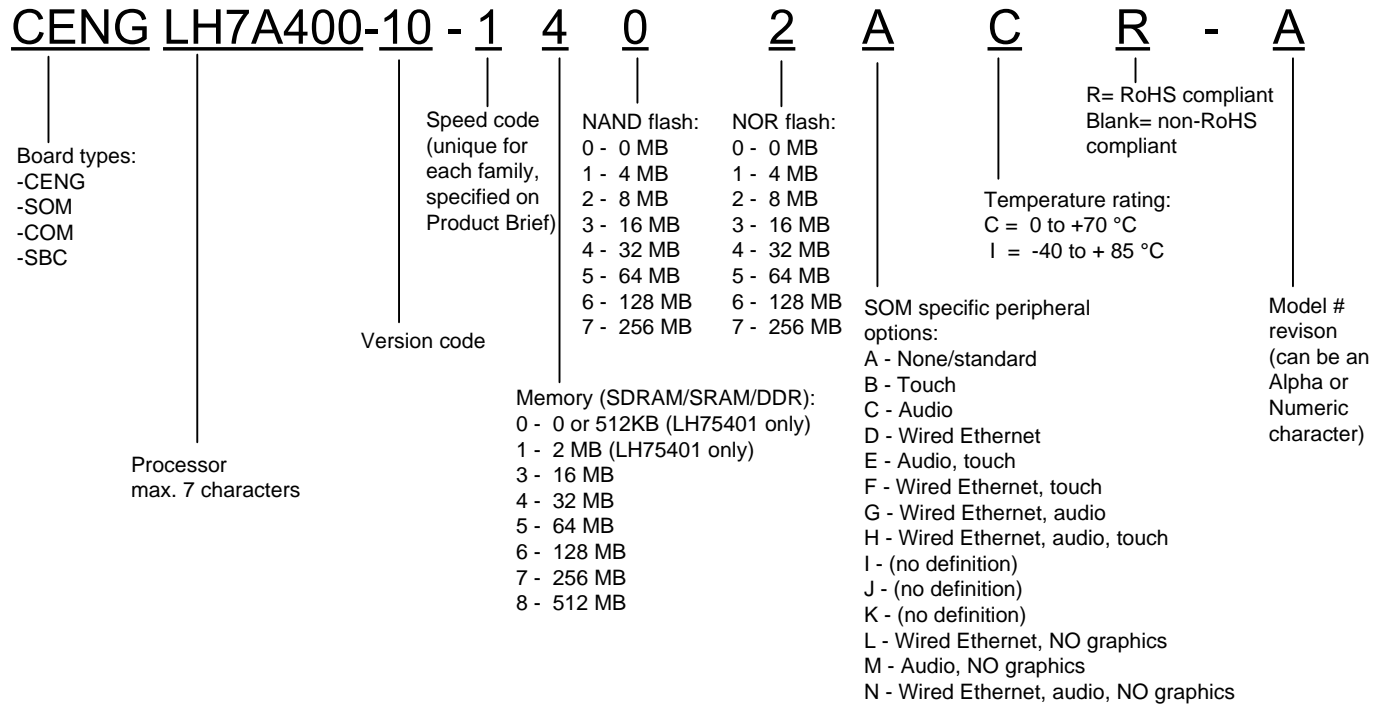 CENG LH7A400-10 - 1 4 0 2 A C R - A
Board types:
-CENG
-SOM
-COM
-SBC
Processor
max. 7 characters
Version code
Speed code
(unique for
each family,
specified on
Product Brief)
Memory (SDRAM/SRAM/DDR):
0 - 0 or 512KB (LH75401 only)
1 - 2 MB (LH75401 only)
3 - 16 MB
4 - 32 MB
5 - 64 MB
6 - 128 MB
7 - 256 MB
8 - 512 MB
NAND flash:
0 - 0 MB
1 - 4 MB
2 - 8 MB
3 - 16 MB
4 - 32 MB
5 - 64 MB
6 - 128 MB
7 - 256 MB
NOR flash:
0 - 0 MB
1 - 4 MB
2 - 8 MB
3 - 16 MB
4 - 32 MB
5 - 64 MB
6 - 128 MB
7 - 256 MB
SOM specific peripheral
options:
A - None/standard
B - Touch
C - Audio
D - Wired Ethernet
E - Audio, touch
F - Wired Ethernet, touch
G - Wired Ethernet, audio
H - Wired Ethernet, audio, touch
I - (no definition)
J - (no definition)
K - (no definition)
L - Wired Ethernet, NO graphics
M - Audio, NO graphics
N - Wired Ethernet, audio, NO graphics
Temperature rating:
C = 0 to +70 °C
I = -40 to + 85 °C
R= RoHS compliant
Blank= non-RoHS
compliant
Model #
revison
(can be an
Alpha or
Numeric
character)